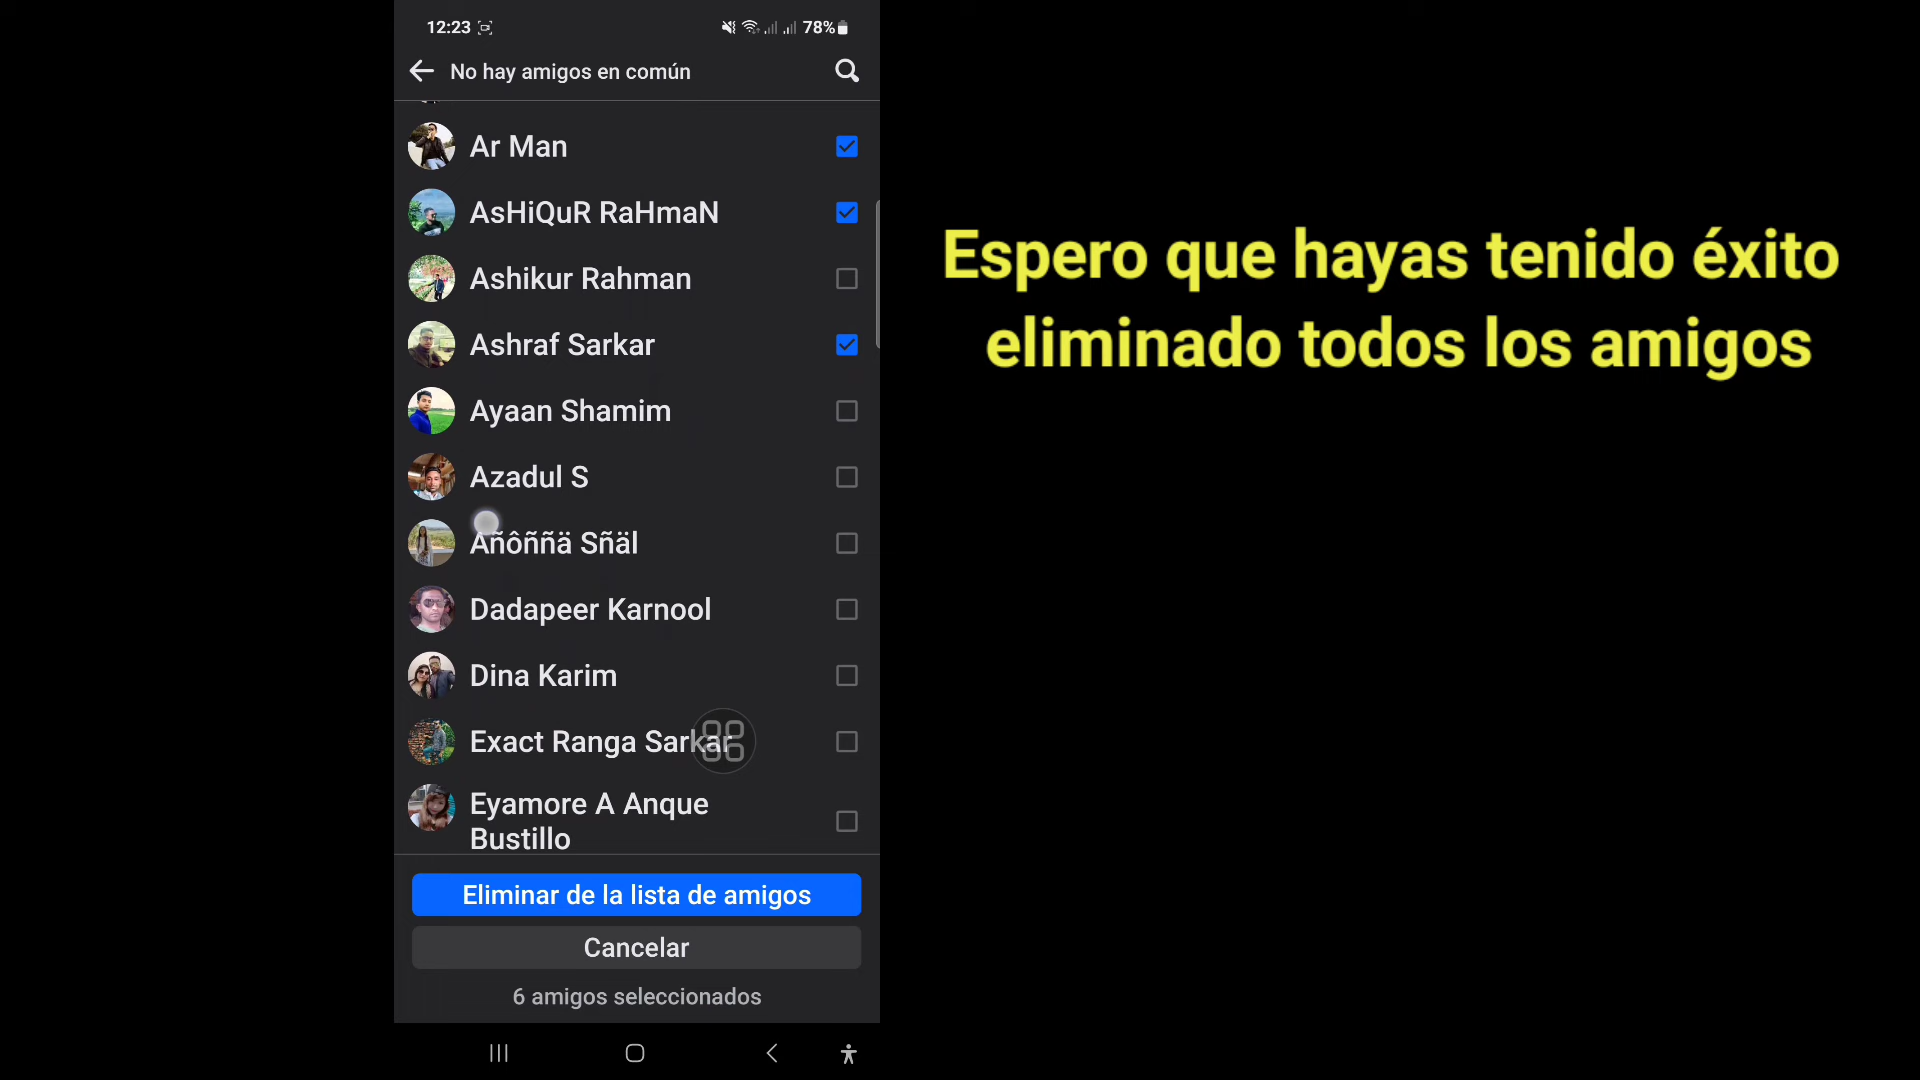 12:23
78%
No hay amigos en común
Ar Man
AsHiQuR RaHmaN
Ashikur Rahman
Ashraf Sarkar
Ayaan Shamim
Azadul S
Añôññä Sñäl
Dadapeer Karnool
Dina Karim
Exact Ranga Sarkar
Eyamore A Anque
Bustillo
Eliminar de la lista de amigos
Cancelar
6 amigos seleccionados
Espero que hayas tenido éxito
eliminado todos los amigos